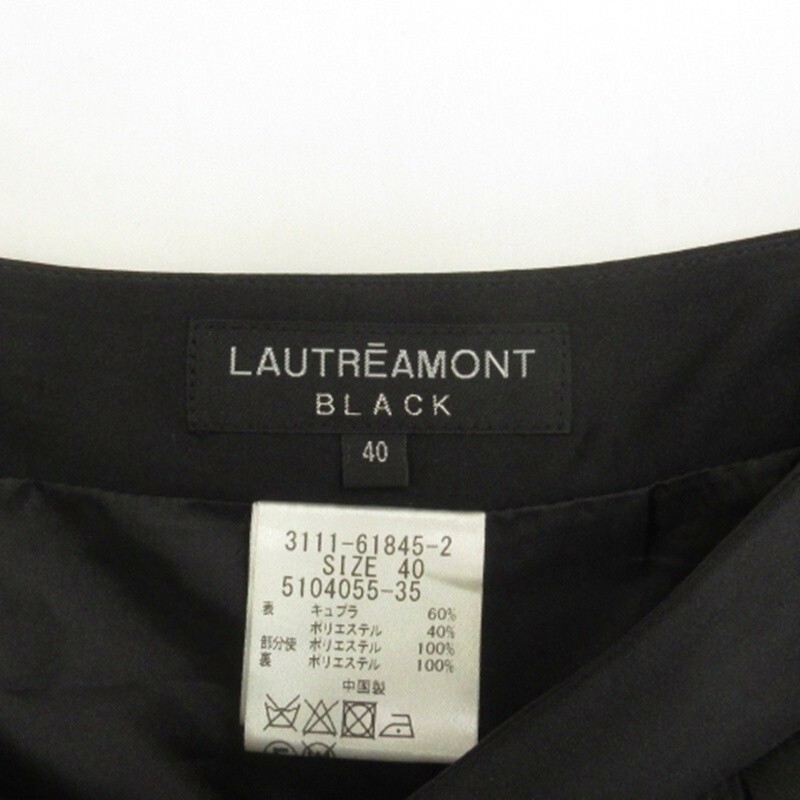 LAUTRĒAMONT
BLACK
40
3111-61845-2
SIZE 40
5104055-35
表 キュプラ 60%
ポリエステル 40%
部分使 ポリエステル 100%
裏 ポリエステル 100%
中国製